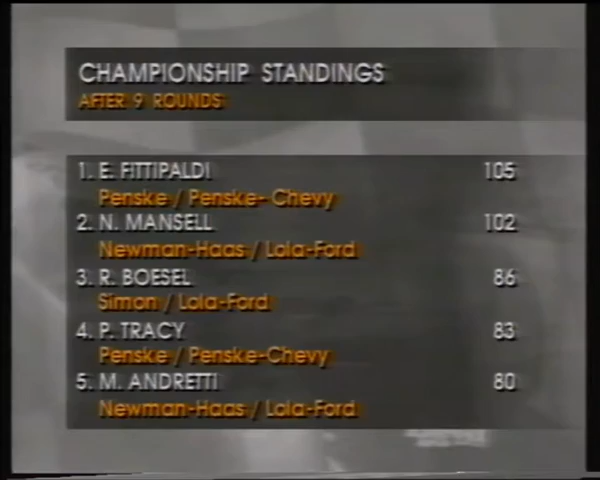 CHAMPIONSHIP STANDINGS
AFTER 9 ROUNDS
1. E. FITTIPALDI 105
Penske / Penske- Chevy
2. N. MANSELL 102
Newman-Haas / Lola-Ford
3. R. BOESEL 86
Simon / Lola-Ford
4. P. TRACY 83
Penske / Penske-Chevy
5. M. ANDRETTI 80
Newman-Haas / Lola-Ford